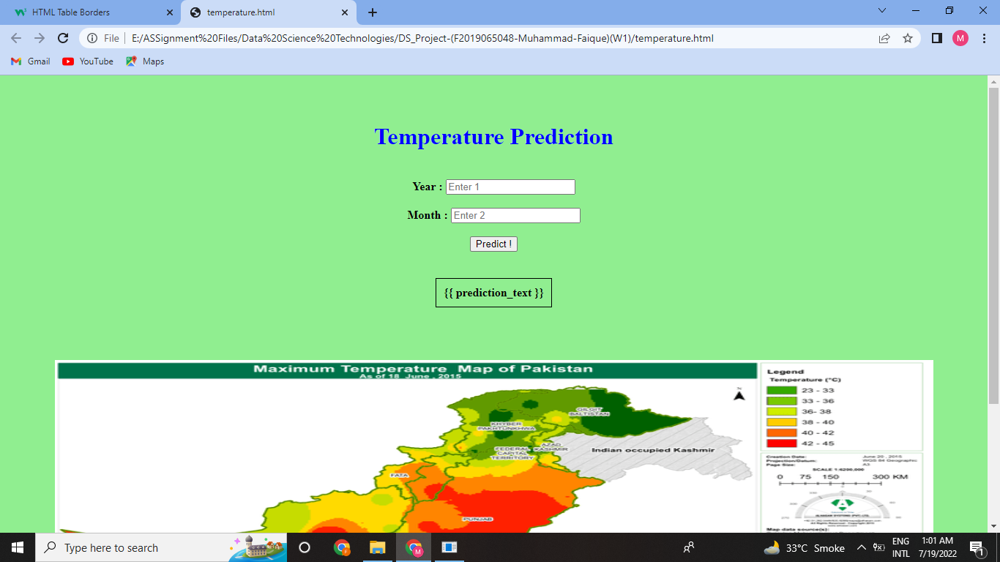 HTML Table Borders
temperature.html
File
E:/ASSignment%20Files/Data%20Science%20Technologies/DS_Project-(F2019065048-Muhammad-Faique)(W1)/temperature.html
M
Gmail
YouTube
Maps
Temperature Prediction
Year : Enter 1
Month : Enter 2
Predict !
{{ prediction_text }}
Maximum Temperature Map of Pakistan
As of 18 June , 2015
N
GILGIT
BALTISTAN
KHYBER
PAKHTUNKHWA
AZAD
KASHMIR
FEDERAL
CAPITAL
TERRITORY
Indian occupied Kashmir
FATA
PUNJAB
Legend
Temperature (°C)
23 - 33
33 - 36
36- 38
38 - 40
40 - 42
42 - 45
Creation Date: June 20 , 2015
Projection/Datum: WGS 84 Geographic
Page Size: A3
SCALE 1:6200,000
0 75 150 300 KM
Map data source(s):
Type here to search
33°C Smoke
ENG
INTL
1:01 AM
7/19/2022
1